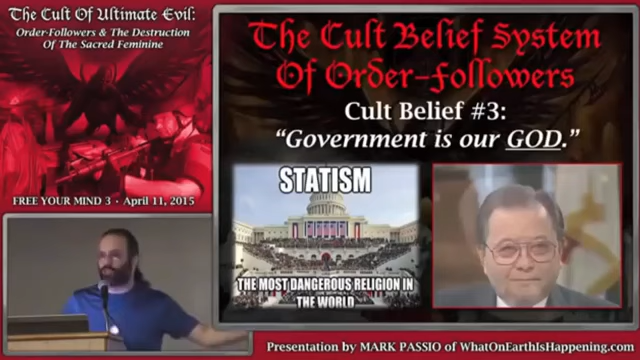 The Cult Of Ultimate Evil:
Order-Followers & The Destruction
Of The Sacred Feminine
FREE YOUR MIND 3 • April 11, 2015
The Cult Belief System
Of Order-Followers
Cult Belief #3:
"Government is our GOD."
STATISM
THE MOST DANGEROUS RELIGION IN
THE WORLD
Presentation by MARK PASSIO of WhatOnEarthIsHappening.com